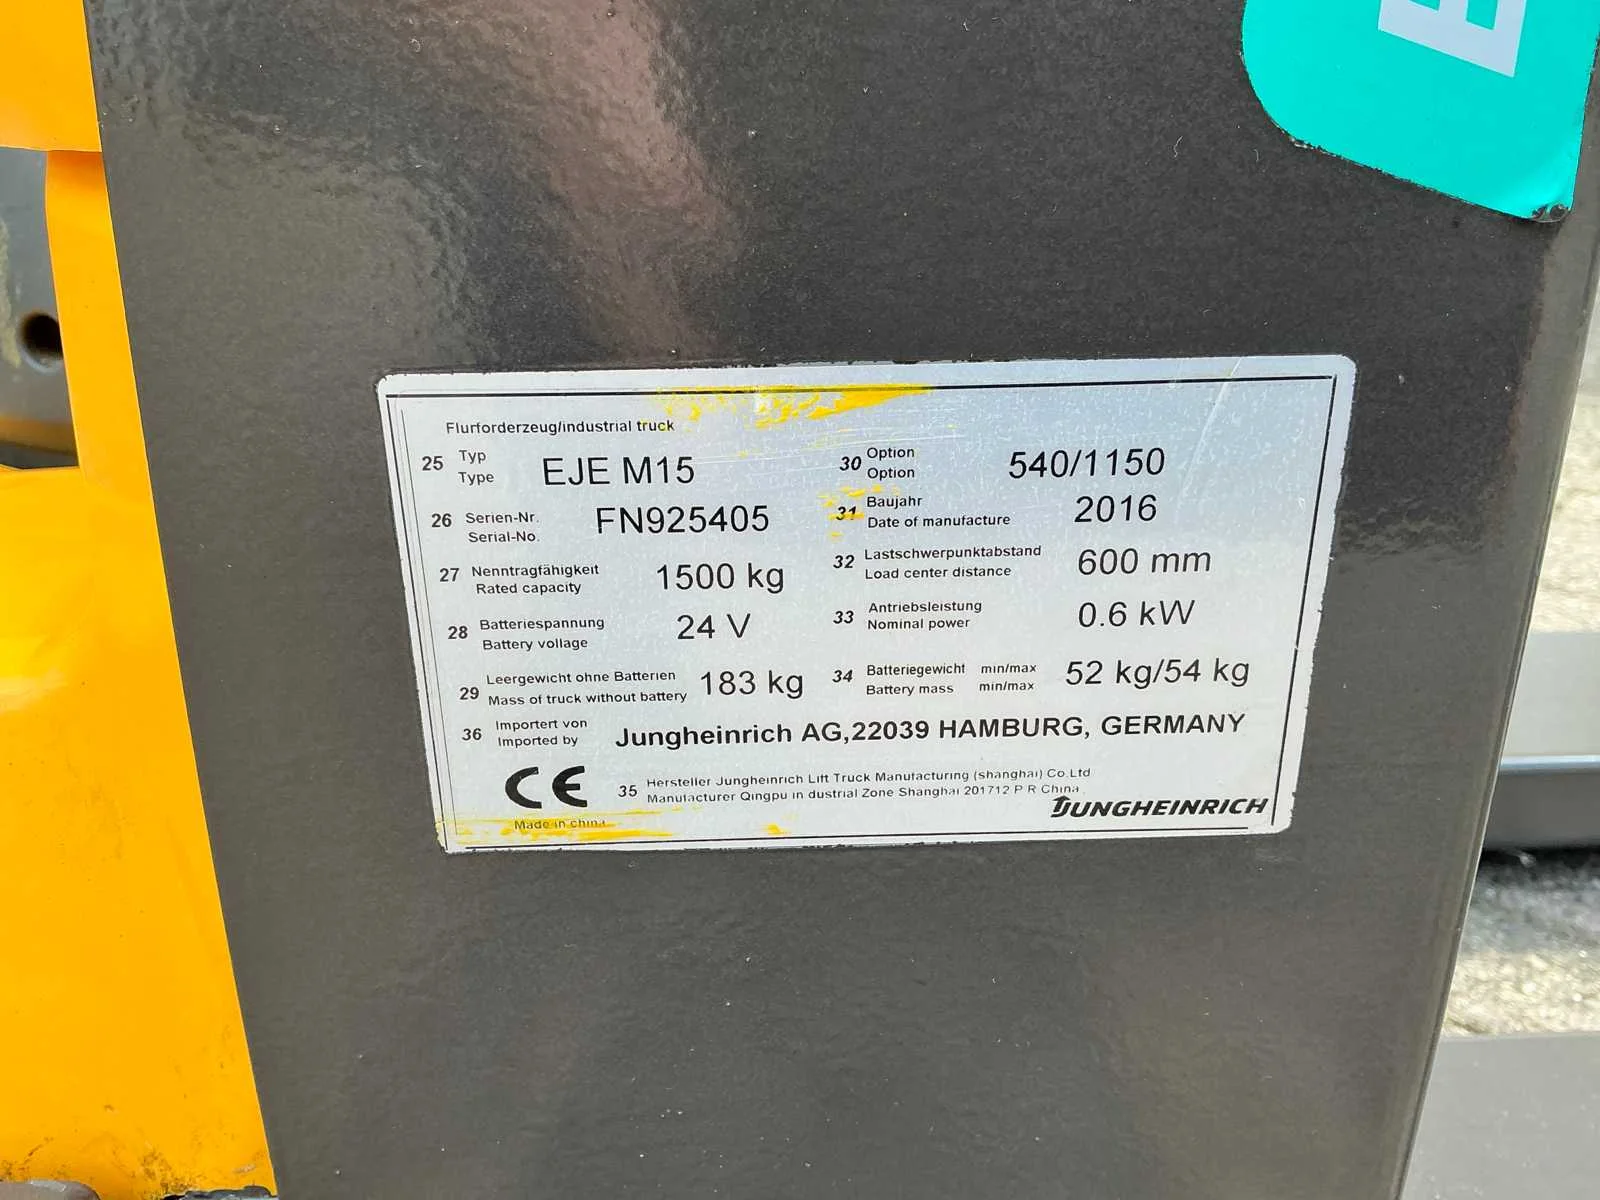 E
Flurförderzeug/industrial truck
25 Typ Type EJE M15
30 Option Option 540/1150
26 Serien-Nr. Serial-No. FN925405
31 Baujahr Date of manufacture 2016
27 Nenntragfähigkeit Rated capacity 1500 kg
32 Lastschwerpunktabstand Load center distance 600 mm
28 Batteriespannung Battery vollage 24 V
33 Antriebsleistung Nominal power 0.6 kW
29 Leergewicht ohne Batterien Mass of truck without battery 183 kg
34 Batteriegewicht min/max Battery mass min/max 52 kg/54 kg
36 Importert von Imported by Jungheinrich AG,22039 HAMBURG, GERMANY
CE
35 Hersteller Jungheinrich Lift Truck Manufacturing (shanghai) Co.Ltd
Manufacturer Qingpu in dustrial Zone Shanghai 201712 P R China
Made in china
JUNGHEINRICH